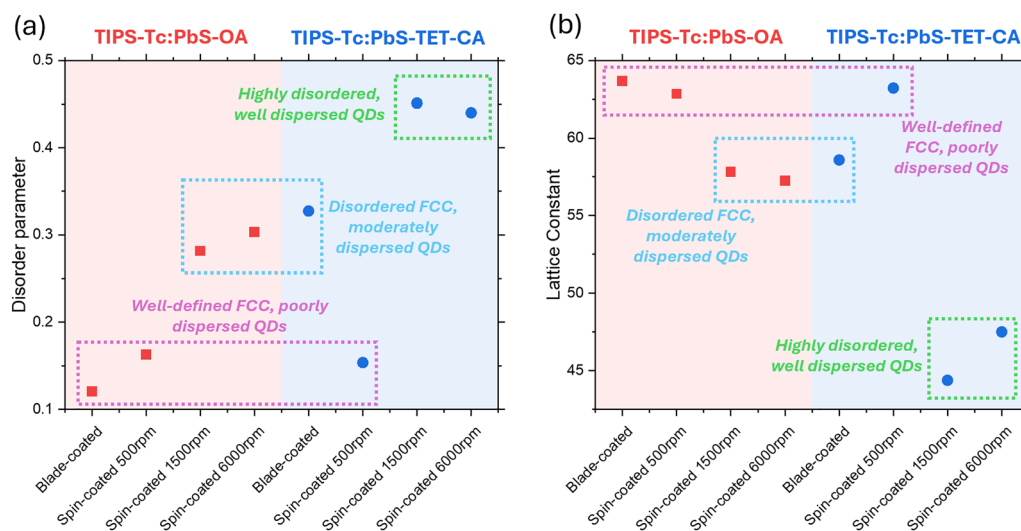 (a)
TIPS-Tc:PbS-OA
TIPS-Tc:PbS-TET-CA
Disorder parameter
0.5
0.4
0.3
0.2
0.1
Highly disordered,
well dispersed QDs
Disordered FCC,
moderately
dispersed QDs
Well-defined FCC, poorly
dispersed QDs
Blade-coated
Spin-coated 500rpm
Spin-coated 1500rpm
Spin-coated 6000rpm
Blade-coated
Spin-coated 500rpm
Spin-coated 1500rpm
Spin-coated 6000rpm
(b)
TIPS-Tc:PbS-OA
TIPS-Tc:PbS-TET-CA
Lattice Constant
65
60
55
50
45
Well-defined
FCC, poorly
dispersed QDs
Disordered FCC,
moderately
dispersed QDs
Highly disordered,
well dispersed QDs
Blade-coated
Spin-coated 500rpm
Spin-coated 1500rpm
Spin-coated 6000rpm
Blade-coated
Spin-coated 500rpm
Spin-coated 1500rpm
Spin-coated 6000rpm